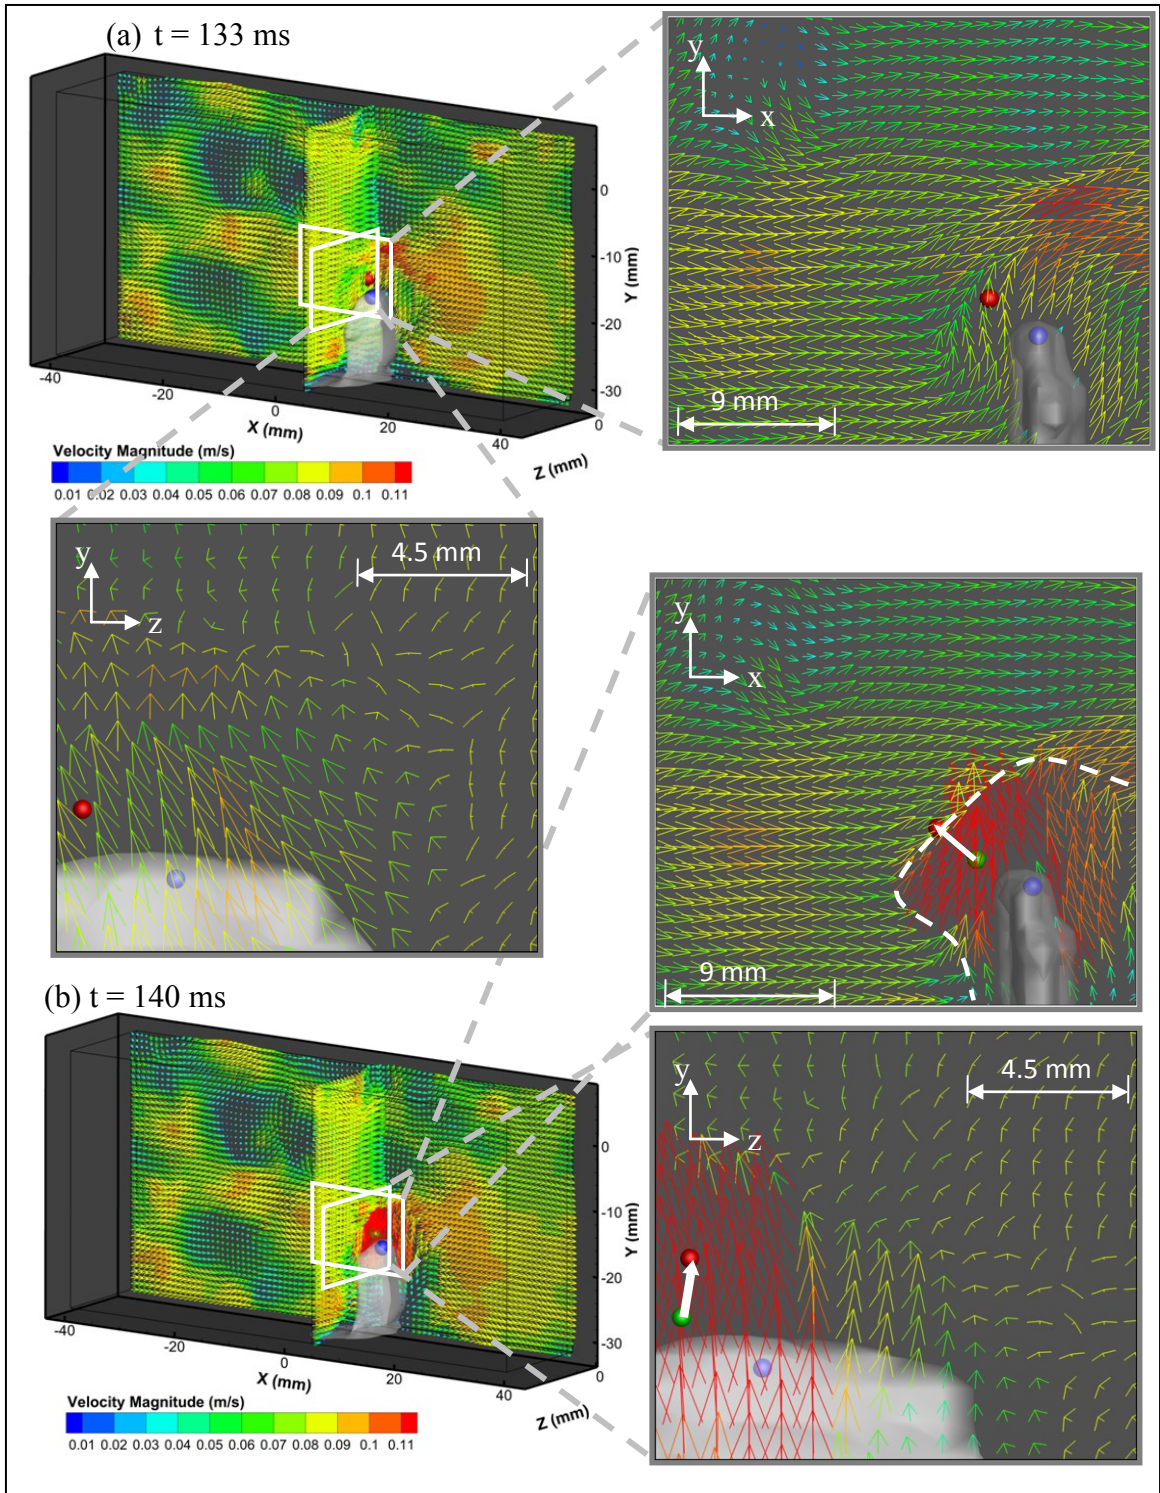 (a) t = 133 ms
y
x
0
-10
Y (mm)
-20
-30
-40
0
X (mm)
20
40
0
Z (mm)
9 mm
Velocity Magnitude (m/s)
0.01 0.02 0.03 0.04 0.05 0.06 0.07 0.08 0.09 0.1 0.11
y
z
4.5 mm
y
x
9 mm
(b) t = 140 ms
y
z
4.5 mm
0
-10
Y (mm)
-20
-30
-40
-20
0
X (mm)
20
40
0
Z (mm)
Velocity Magnitude (m/s)
0.01 0.02 0.03 0.04 0.05 0.06 0.07 0.08 0.09 0.1 0.11